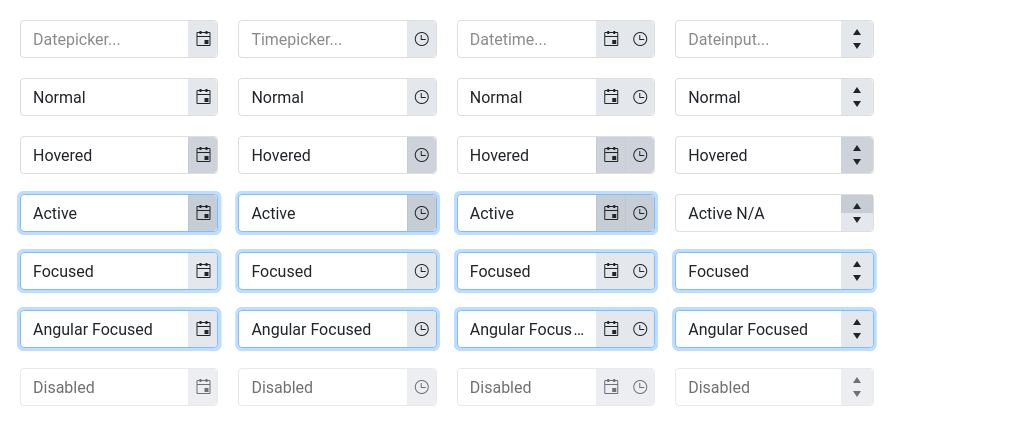 Datepicker... Timepicker... Datetime... Dateinput...
Normal Normal Normal Normal
Hovered Hovered Hovered Hovered
Active Active Active Active N/A
Focused Focused Focused Focused
Angular Focused Angular Focused Angular Focus... Angular Focused
Disabled Disabled Disabled Disabled